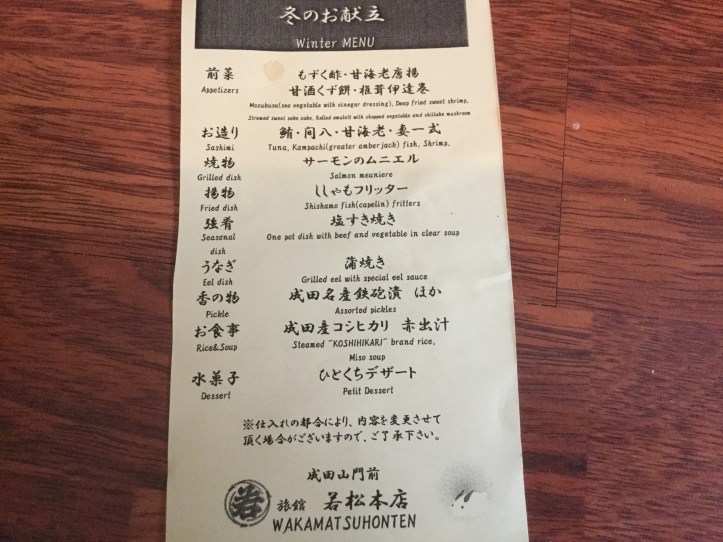 冬のお献立
Winter MENU
前菜 もずく酢・甘海老唐揚
Appetizers 甘酒くず餅・椎茸伊達巻
Mozukusu(sea vegetable with vinegar dressing), Deep fried sweet shrimp,
Stremed sweet sake cake, Rolled omulett with chopped vegetable and shiitake mushroom
お造り 鮪・間八・甘海老・妻一式
Sashimi Tuna, Kampachi(greater amberjack) fish, Shrimp,
焼物 サーモンのムニエル
Grilled dish Salmon meuniere
揚物 ししゃもフリッター
Fried dish Shishamo fish(capelin) fritters
強肴 塩すき焼き
Seasonal One pot dish with beef and vegetable in clear soup
dish
うなぎ 蒲焼き
Eel dish Grilled eel with special eel sauce
香の物 成田名産鉄砲漬 ほか
Pickle Assorted pickles
お食事 成田産コシヒカリ 赤出汁
Rice&Soup Steamed "KOSHIHIKARI" brand rice,
Miso soup
水菓子 ひとくちデザート
Dessert Petit Dessert
※仕入れの都合により、内容を変更させて
頂く場合がございますので、ご了承下さい。
成田山門前
若 旅館 若松本店
WAKAMATSUHONTEN